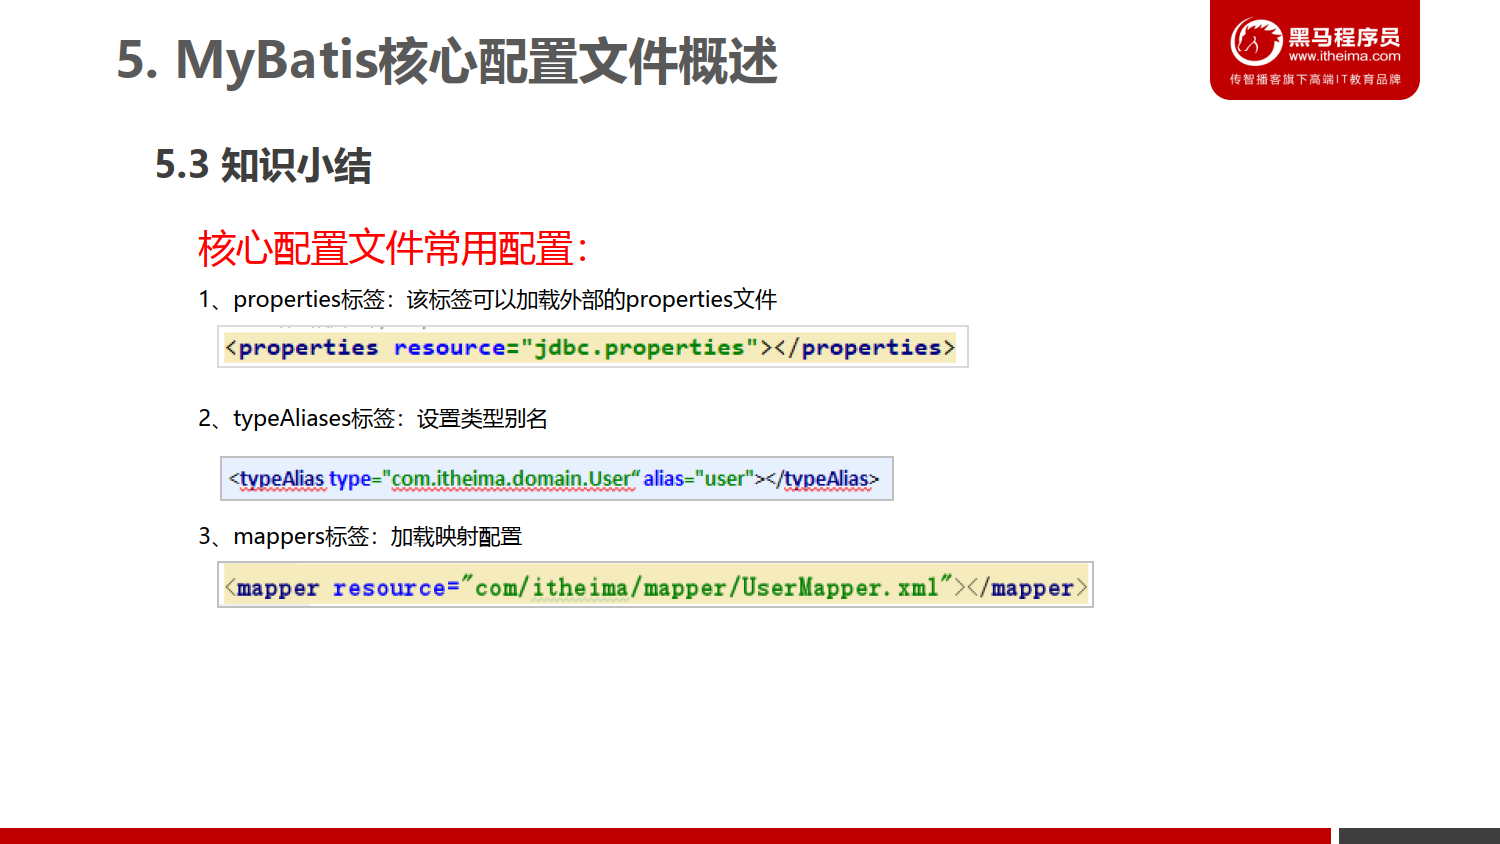 5. MyBatis核心配置文件概述
黑马程序员
www.itheima.com
传智播客旗下高端IT教育品牌
5.3 知识小结
核心配置文件常用配置：
1、properties标签：该标签可以加载外部的properties文件
<properties resource="jdbc.properties"></properties>
2、typeAliases标签：设置类型别名
<typeAlias type="com.itheima.domain.User“ alias="user"></typeAlias>
3、mappers标签：加载映射配置
<mapper resource="com/itheima/mapper/UserMapper.xml"></mapper>